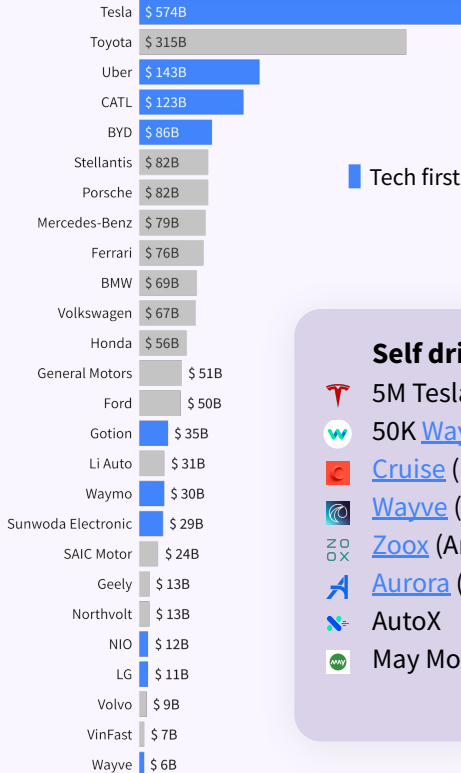 Tesla $ 574B
Toyota $ 315B
Uber $ 143B
CATL $ 123B
BYD $ 86B
Stellantis $ 82B
Porsche $ 82B
Mercedes-Benz $ 79B
Ferrari $ 76B
BMW $ 69B
Volkswagen $ 67B
Honda $ 56B
General Motors $ 51B
Ford $ 50B
Gotion $ 35B
Li Auto $ 31B
Waymo $ 30B
Sunwoda Electronic $ 29B
SAIC Motor $ 24B
Geely $ 13B
Northvolt $ 13B
NIO $ 12B
LG $ 11B
Volvo $ 9B
VinFast $ 7B
Wayve $ 6B
Tech first
Self dri
5M Tesla
50K Way
Cruise (
Wayve (
ZOOX
Zoox (A
Aurora (
AutoX
MAY
May Mo